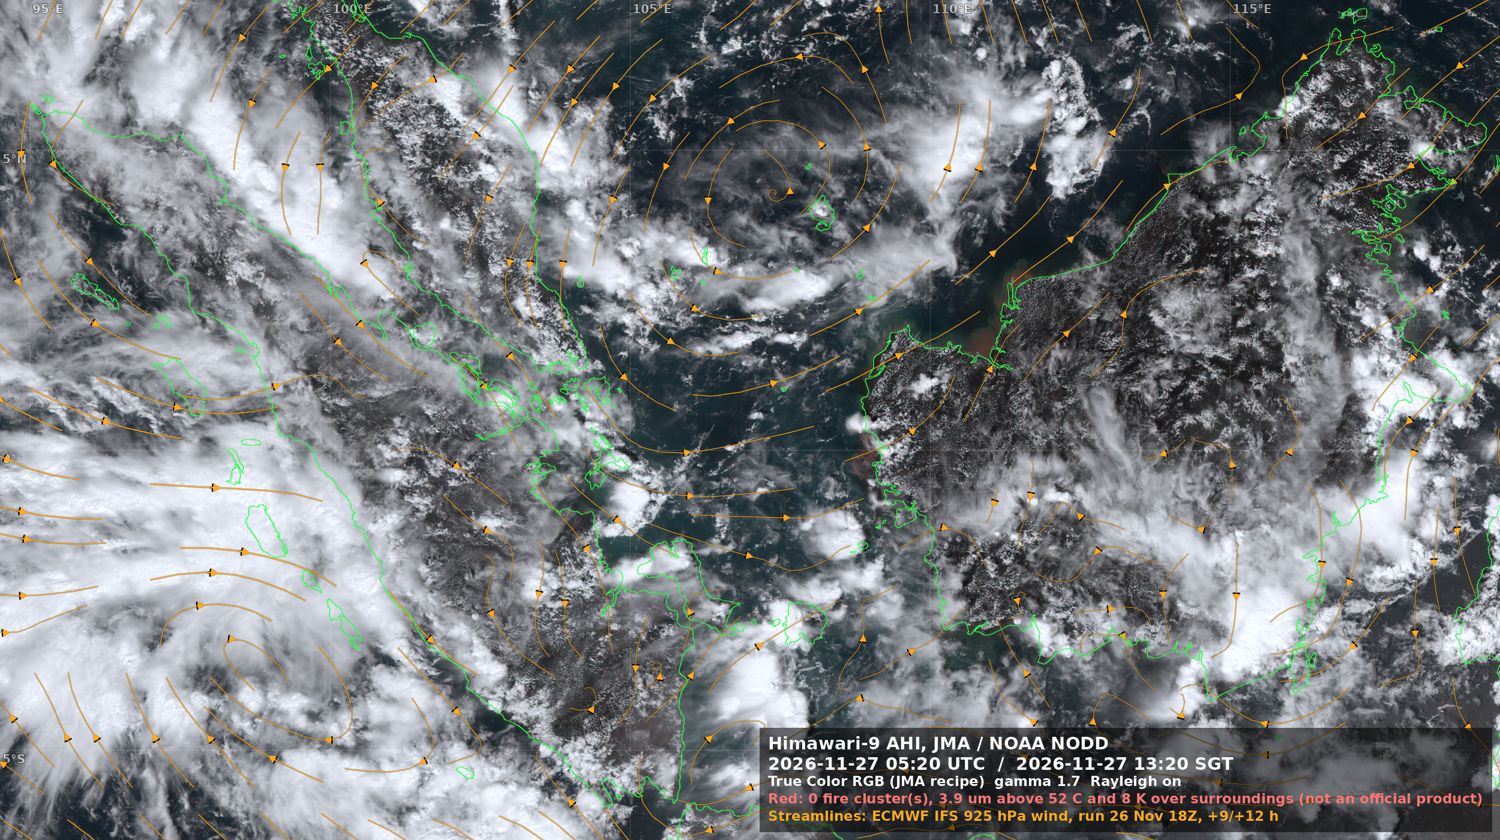 95°E 100°E 105°E 110°E 115°E
5°N
0°
5°S
Himawari-9 AHI, JMA / NOAA NODD
2026-11-27 05:20 UTC / 2026-11-27 13:20 SGT
True Color RGB (JMA recipe) gamma 1.7 Rayleigh on
Red: 0 fire cluster(s), 3.9 um above 52 C and 8 K over surroundings (not an official product)
Streamlines: ECMWF IFS 925 hPa wind, run 26 Nov 18Z, +9/+12 h